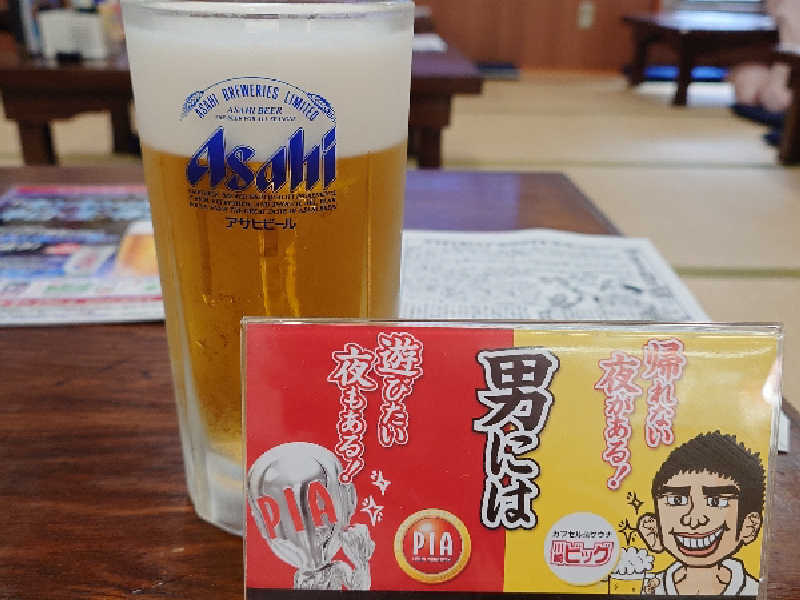 ASAHI BREWERIES LIMITED
ASAHI BEER
Asahi
アサヒビール
帰れない
夜がある!
男には
遊びたい
夜もある!
PIA
PIA
カプセル&サウナ
川崎ビッグ